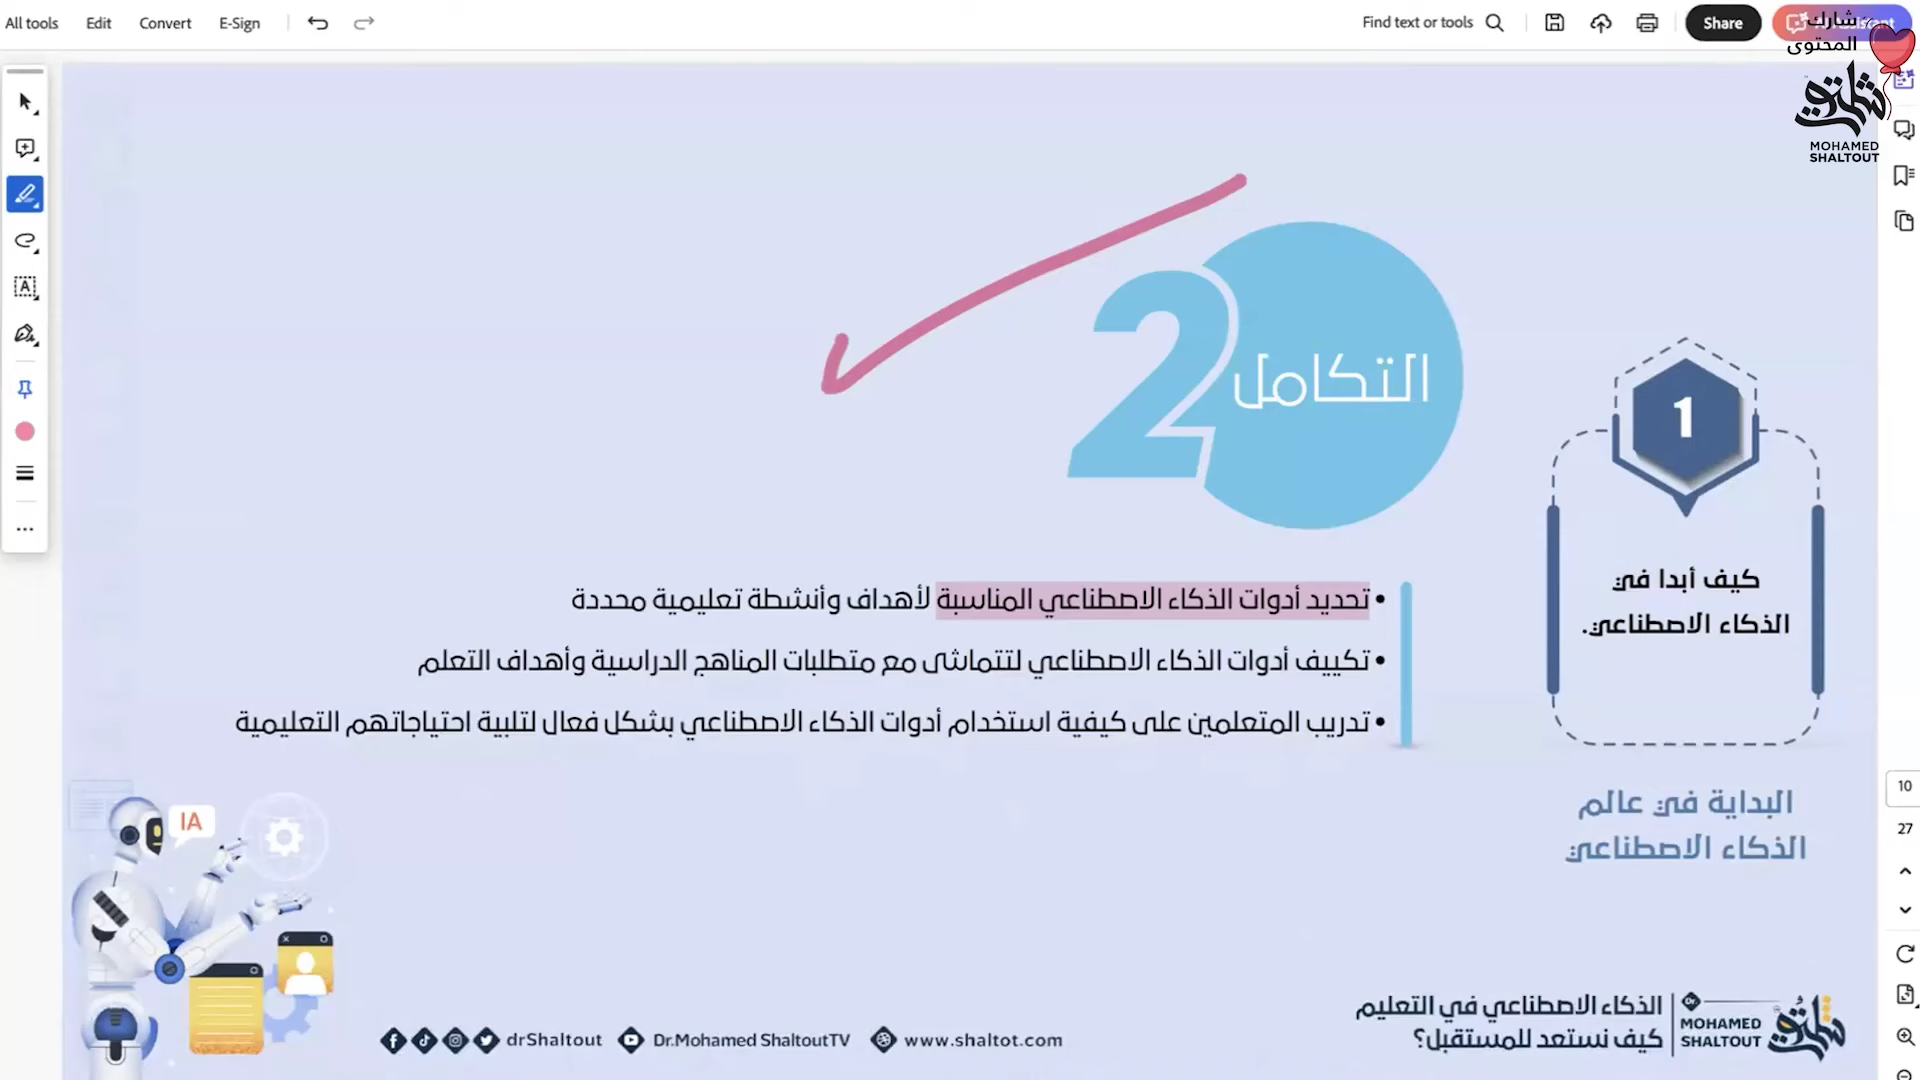 All tools
Edit
Convert
E-Sign
Find text or tools
Share
شارك
المحتوى
شلتوت
MOHAMED
SHALTOUT
2
التكامل
1
كيف أبدا في
الذكاء الاصطناعي.
• تحديد أدوات الذكاء الاصطناعي المناسبة لأهداف وأنشطة تعليمية محددة
• تكييف أدوات الذكاء الاصطناعي لتتماشى مع متطلبات المناهج الدراسية وأهداف التعلم
• تدريب المتعلمين على كيفية استخدام أدوات الذكاء الاصطناعي بشكل فعال لتلبية احتياجاتهم التعليمية
البداية في عالم
الذكاء الاصطناعي
10
27
IA
drShaltout
Dr.Mohamed ShaltoutTV
www.shaltot.com
الذكاء الاصطناعي في التعليم
كيف نستعد للمستقبل؟
Dr
MOHAMED
SHALTOUT
شلتوت